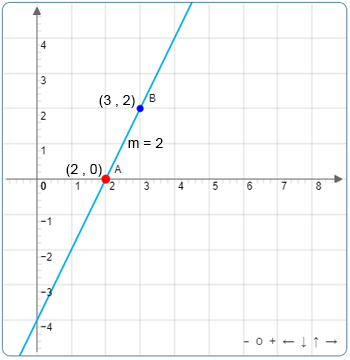 4
3
(3 , 2) B
2
m = 2
1
(2 , 0) A
0 1 2 3 4 5 6 7 8
−1
−2
−3
−4
- o + ← ↓ ↑ →